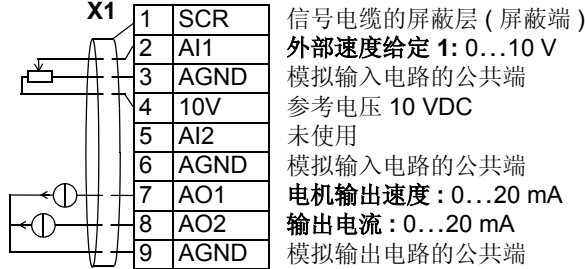 X1
1 SCR 信号电缆的屏蔽层 ( 屏蔽端 )
2 AI1 外部速度给定 1: 0…10 V
3 AGND 模拟输入电路的公共端
4 10V 参考电压 10 VDC
5 AI2 未使用
6 AGND 模拟输入电路的公共端
7 AO1 电机输出速度 : 0…20 mA
8 AO2 输出电流 : 0…20 mA
9 AGND 模拟输出电路的公共端